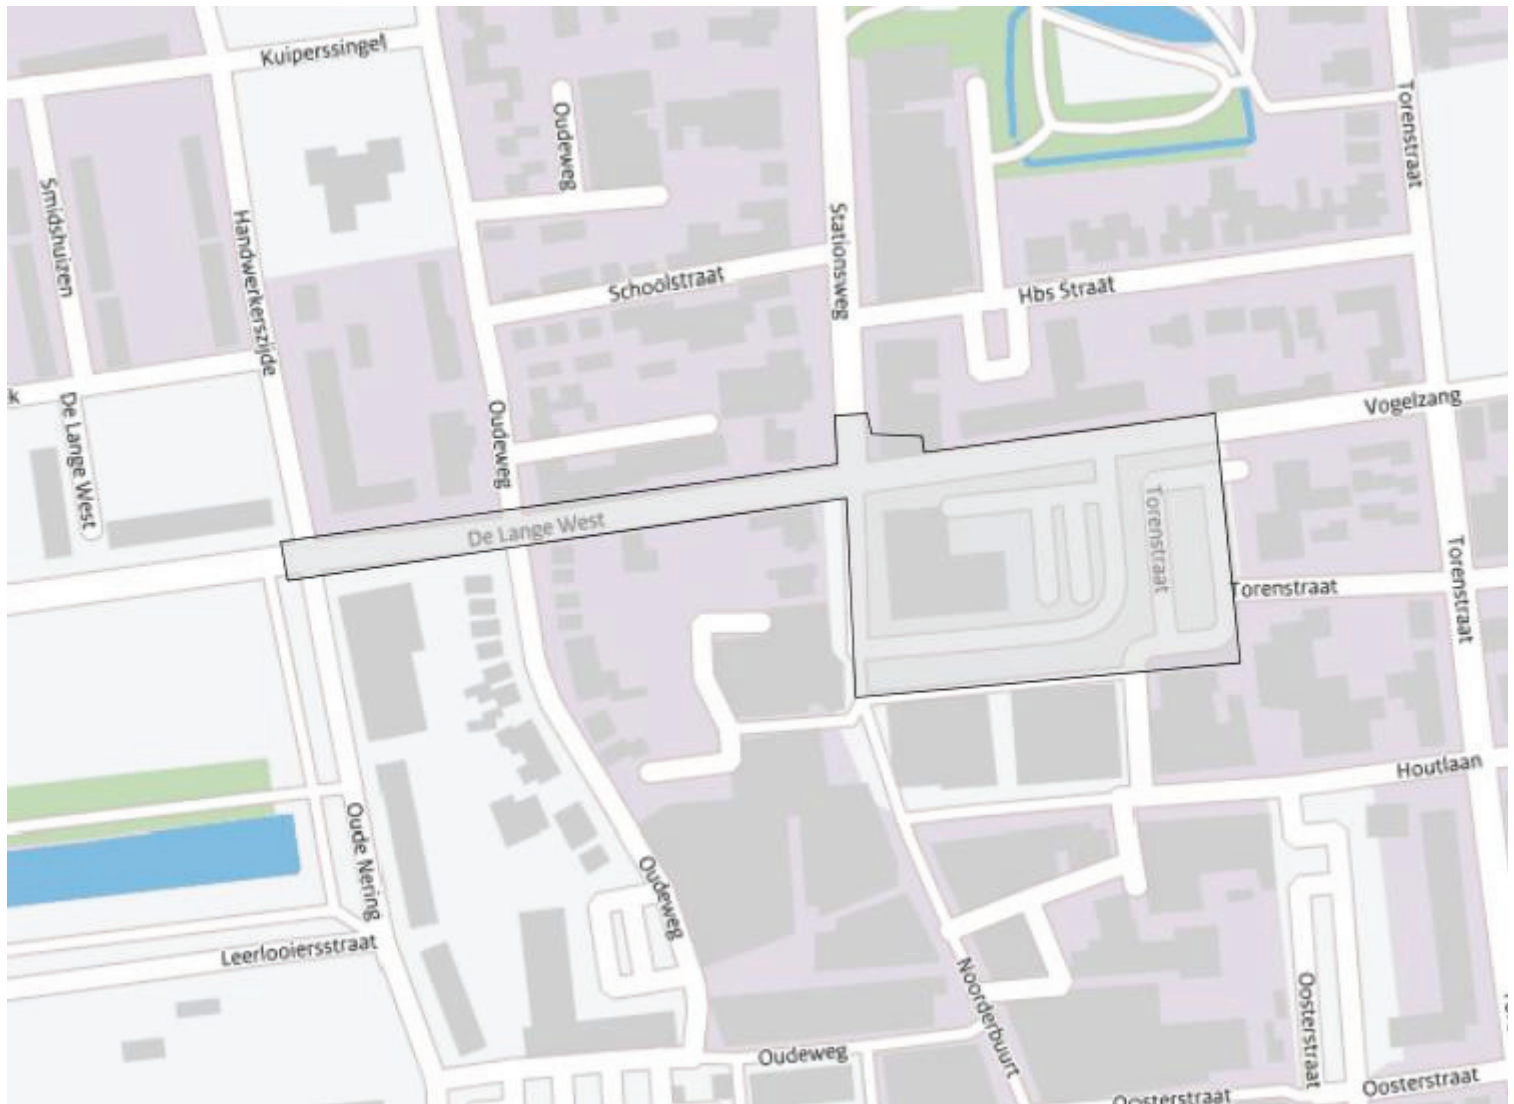 Kuiperssingel
Oudeweg
Torenstraat
Smidshuizen
Handwerkerszijde
Stationsweg
Schoolstraat
Hbs Straat
k
De Lange West
Oudeweg
Vogelzang
De Lange West
Torenstraat
Torenstraat
Torenstraat
Houtlaan
Oude Nering
Oudeweg
Leerlooiersstraat
Noorderbuurt
Oosterstraat
Oudeweg
Oosterstraat
Oosterstraat